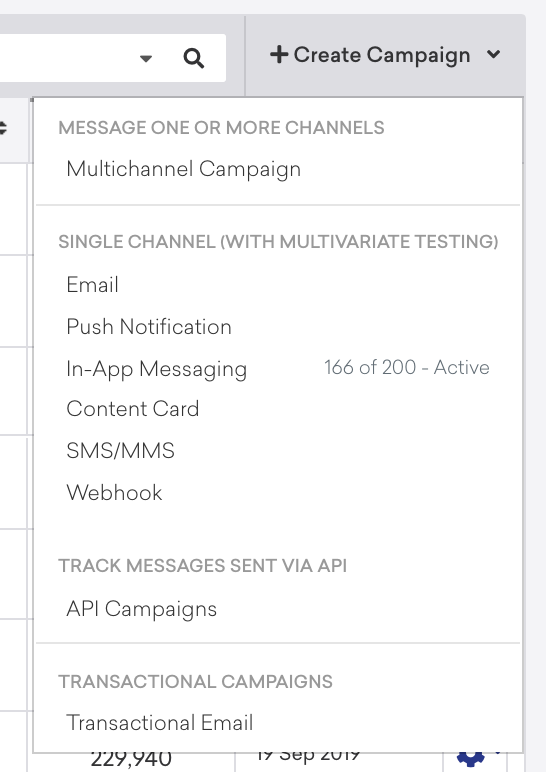 Create Campaign
MESSAGE ONE OR MORE CHANNELS
Multichannel Campaign
SINGLE CHANNEL (WITH MULTIVARIATE TESTING)
Email
Push Notification
In-App Messaging 166 of 200 - Active
Content Card
SMS/MMS
Webhook
TRACK MESSAGES SENT VIA API
API Campaigns
TRANSACTIONAL CAMPAIGNS
Transactional Email
229,940 19 Sep 2019